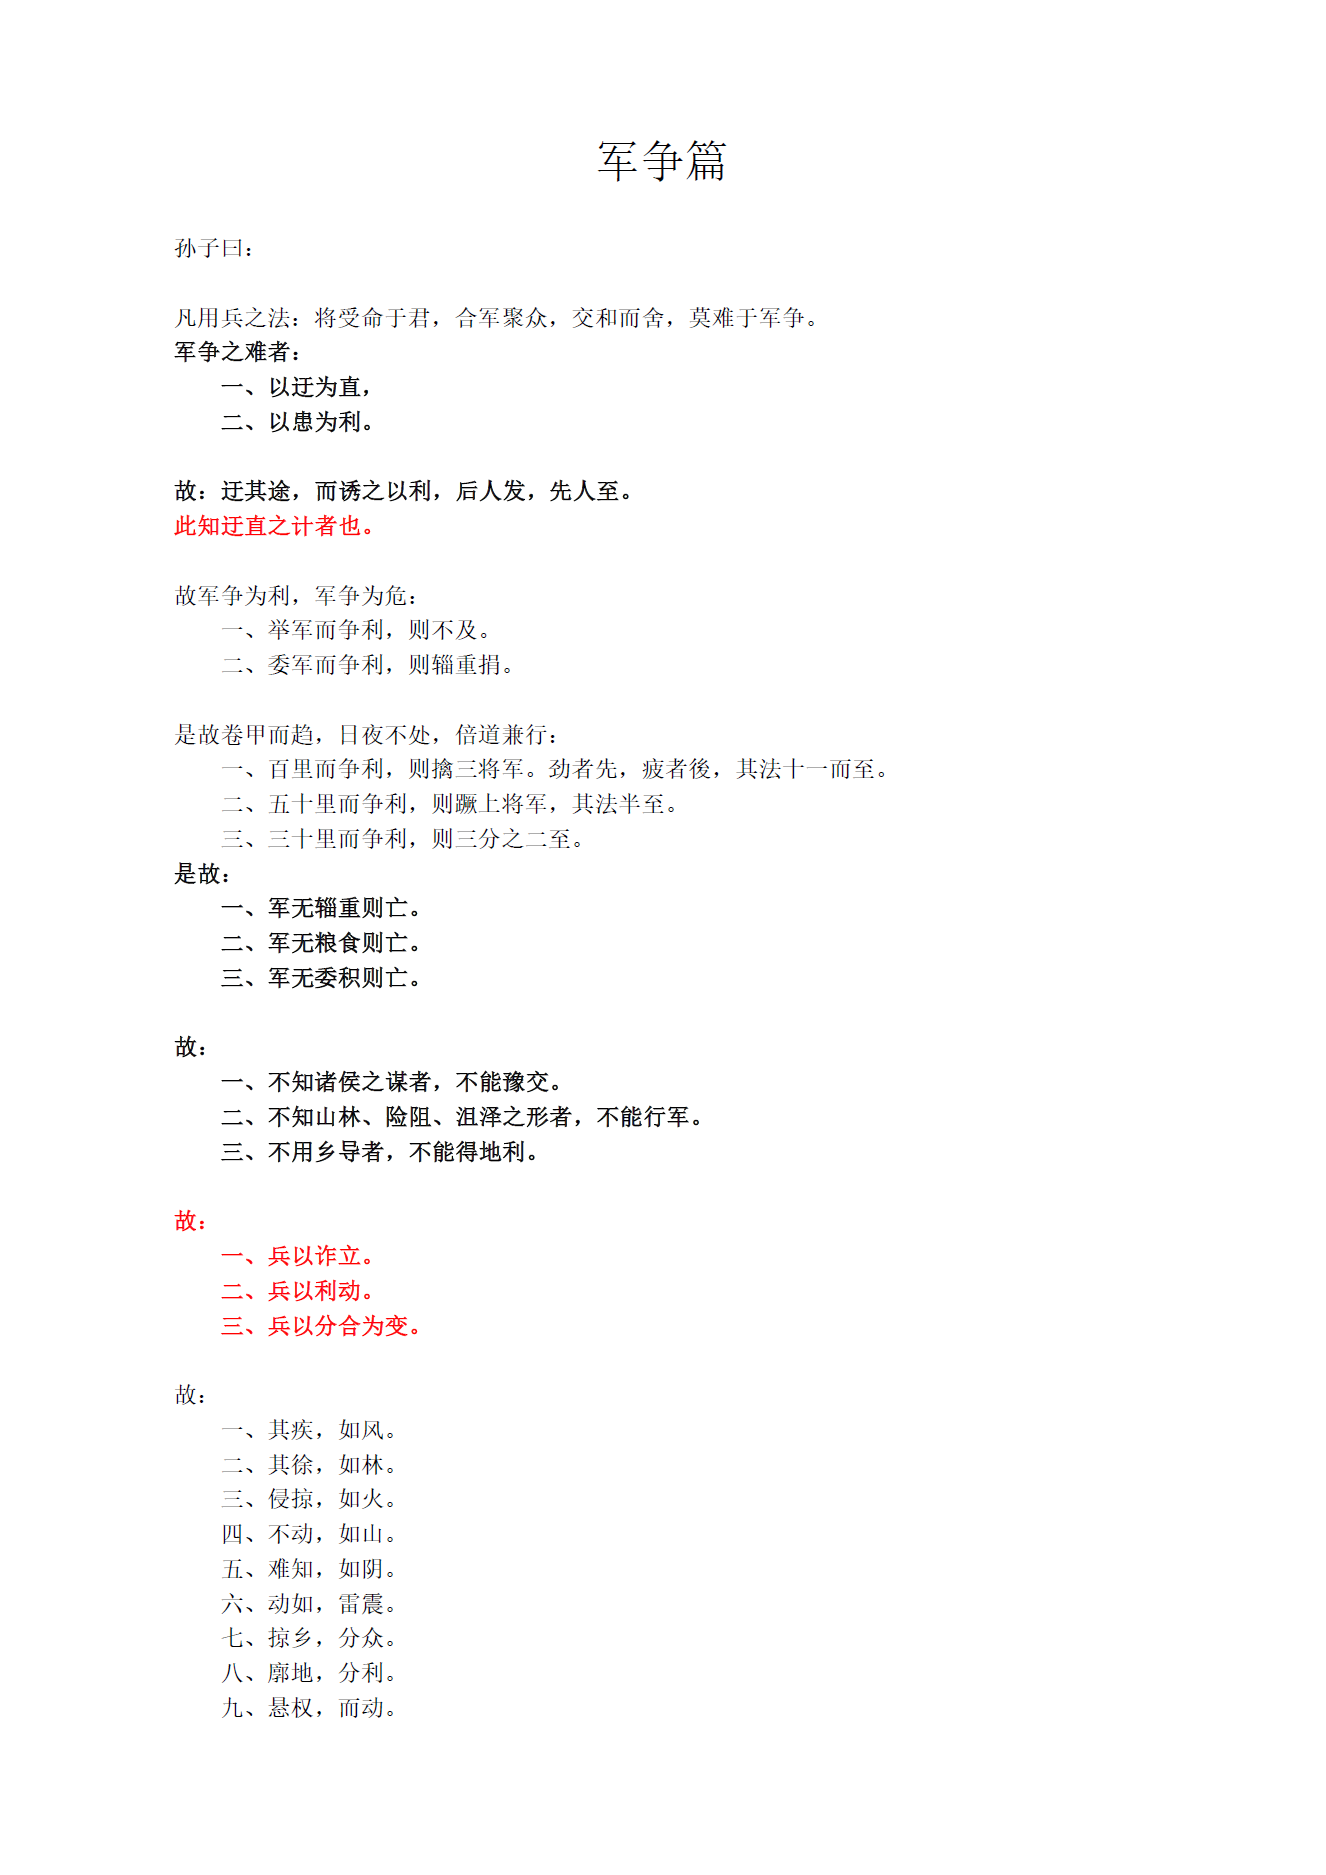 军争篇
孙子曰：
凡用兵之法：将受命于君，合军聚众，交和而舍，莫难于军争。
军争之难者：
一、以迂为直，
二、以患为利。
故：迂其途，而诱之以利，后人发，先人至。
此知迂直之计者也。
故军争为利，军争为危：
一、举军而争利，则不及。
二、委军而争利，则辎重捐。
是故卷甲而趋，日夜不处，倍道兼行：
一、百里而争利，则擒三将军。劲者先，疲者後，其法十一而至。
二、五十里而争利，则蹶上将军，其法半至。
三、三十里而争利，则三分之二至。
是故：
一、军无辎重则亡。
二、军无粮食则亡。
三、军无委积则亡。
故：
一、不知诸侯之谋者，不能豫交。
二、不知山林、险阻、沮泽之形者，不能行军。
三、不用乡导者，不能得地利。
故：
一、兵以诈立。
二、兵以利动。
三、兵以分合为变。
故：
一、其疾，如风。
二、其徐，如林。
三、侵掠，如火。
四、不动，如山。
五、难知，如阴。
六、动如，雷震。
七、掠乡，分众。
八、廓地，分利。
九、悬权，而动。